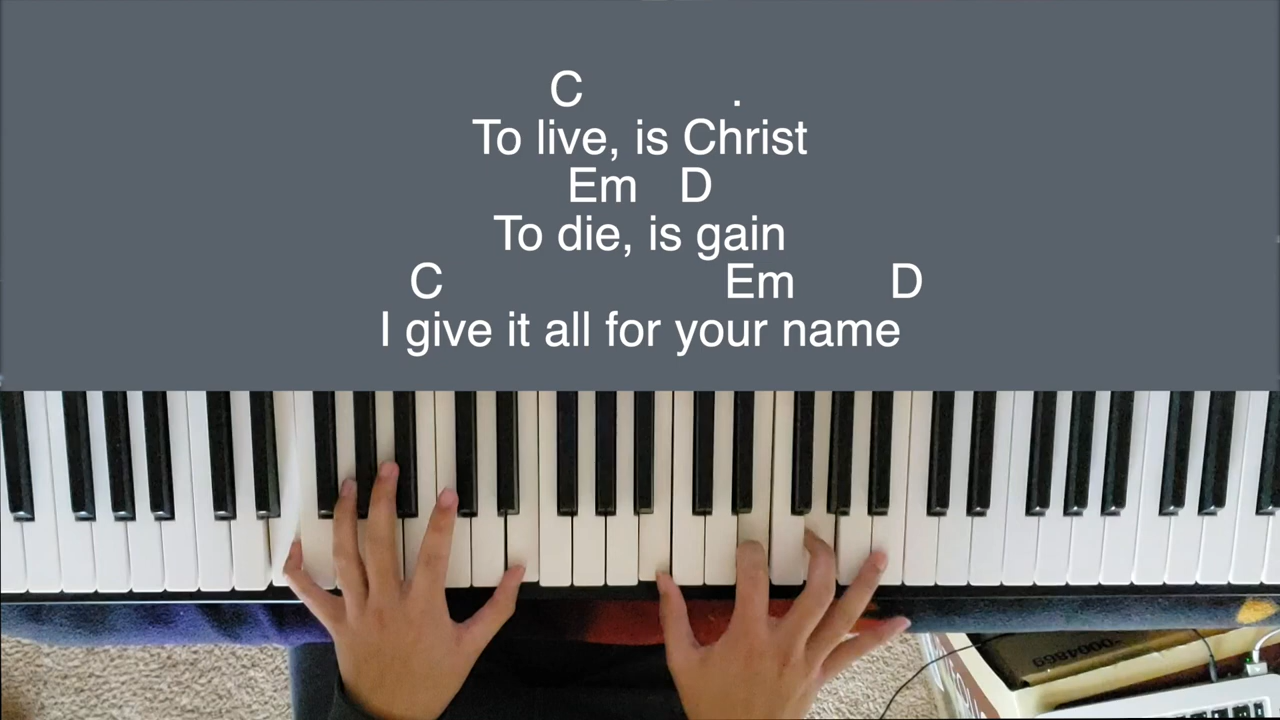 C .
To live, is Christ
Em D
To die, is gain
C Em D
I give it all for your name